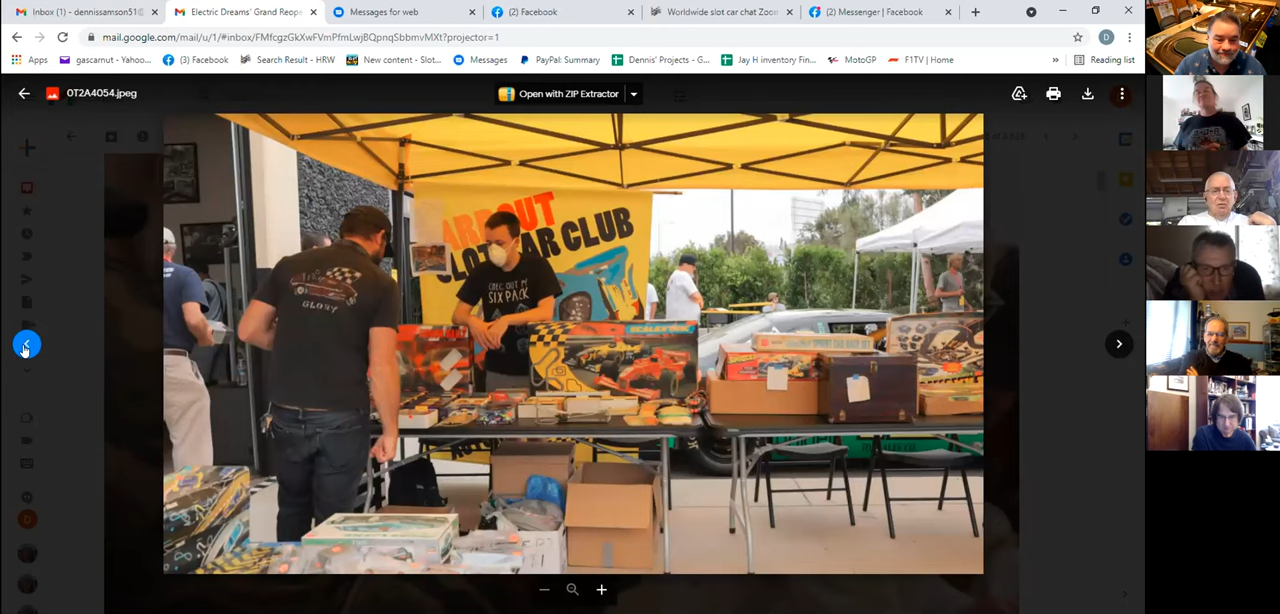 Inbox (1) - dennissamson51@
Electric Dreams' Grand Reope
Messages for web
(2) Facebook
Worldwide slot car chat Zoom
(2) Messenger | Facebook
mail.google.com/mail/u/1/#inbox/FMfcgzGkXwFVmPfmLwjBQpnqSbbmvMXt?projector=1
D
Apps
gascarnut - Yahoo...
(3) Facebook
Search Result - HRW
New content - Slot...
Messages
PayPal: Summary
Dennis' Projects - G...
Jay H inventory Fin...
MotoGP
F1TV | Home
»
Reading list
0T2A4054.jpeg
Open with ZIP Extractor
SLOT CAR CLUB
GLORY
CHECK OUT MY
SIX PACK
SCALEXTRIC